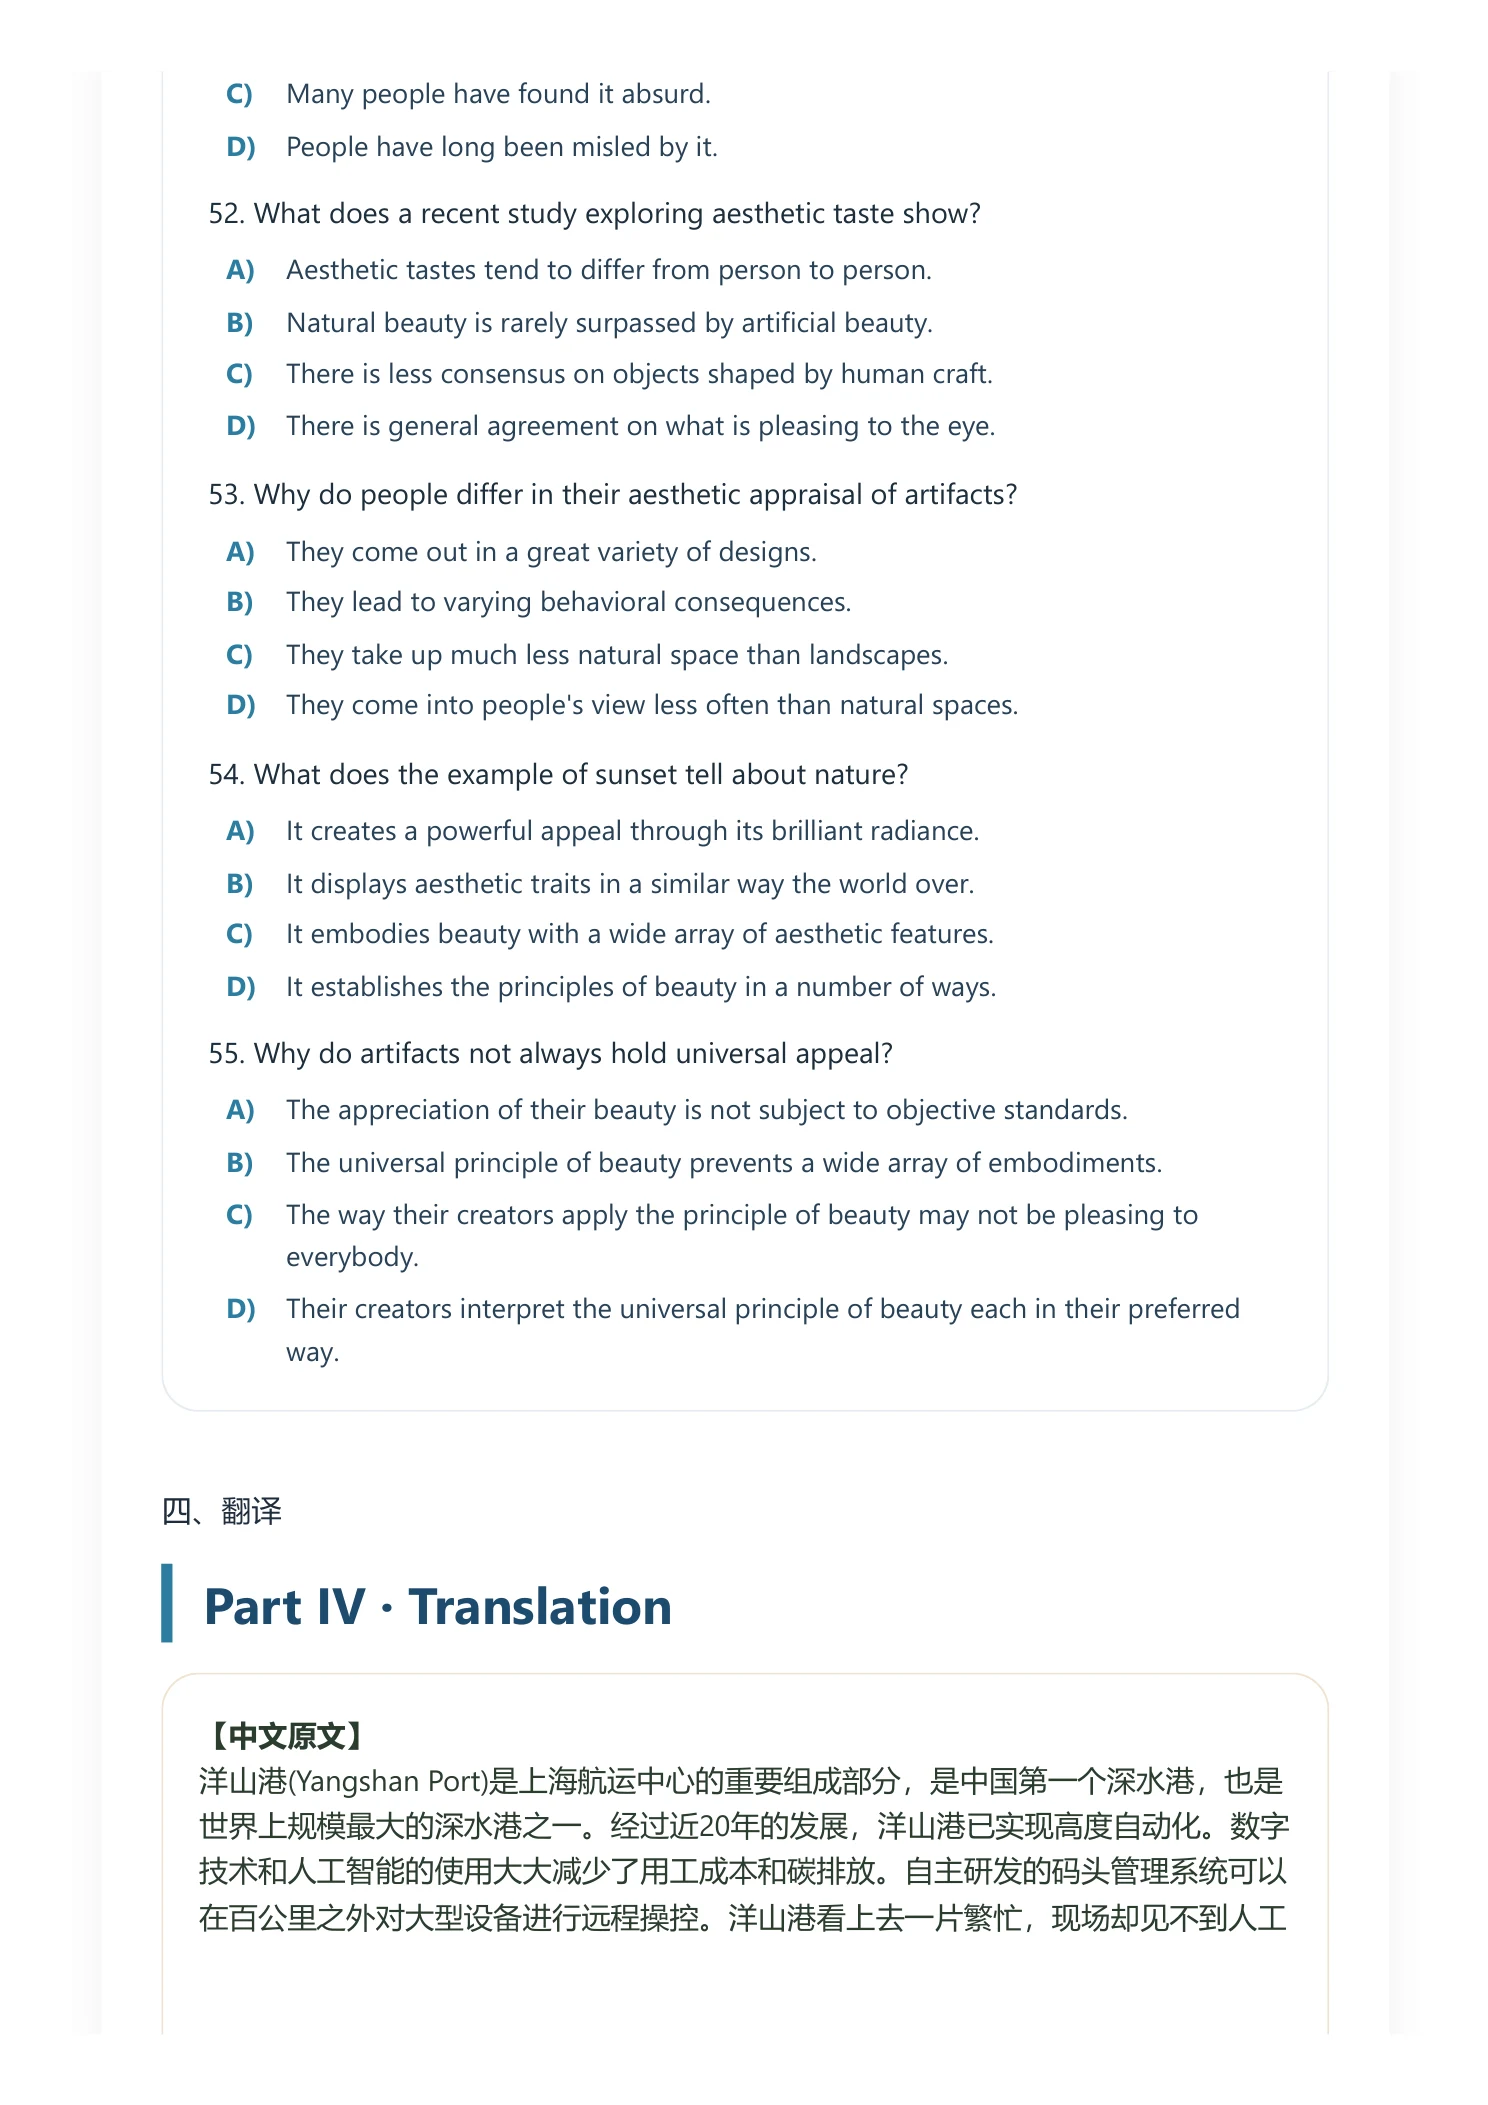 C) Many people have found it absurd.
D) People have long been misled by it.
52. What does a recent study exploring aesthetic taste show?
A) Aesthetic tastes tend to differ from person to person.
B) Natural beauty is rarely surpassed by artificial beauty.
C) There is less consensus on objects shaped by human craft.
D) There is general agreement on what is pleasing to the eye.
53. Why do people differ in their aesthetic appraisal of artifacts?
A) They come out in a great variety of designs.
B) They lead to varying behavioral consequences.
C) They take up much less natural space than landscapes.
D) They come into people's view less often than natural spaces.
54. What does the example of sunset tell about nature?
A) It creates a powerful appeal through its brilliant radiance.
B) It displays aesthetic traits in a similar way the world over.
C) It embodies beauty with a wide array of aesthetic features.
D) It establishes the principles of beauty in a number of ways.
55. Why do artifacts not always hold universal appeal?
A) The appreciation of their beauty is not subject to objective standards.
B) The universal principle of beauty prevents a wide array of embodiments.
C) The way their creators apply the principle of beauty may not be pleasing to
everybody.
D) Their creators interpret the universal principle of beauty each in their preferred
way.
四、翻译
Part IV · Translation
【中文原文】
洋山港(Yangshan Port)是上海航运中心的重要组成部分，是中国第一个深水港，也是
世界上规模最大的深水港之一。经过近20年的发展，洋山港已实现高度自动化。数字
技术和人工智能的使用大大减少了用工成本和碳排放。自主研发的码头管理系统可以
在百公里之外对大型设备进行远程操控。洋山港看上去一片繁忙，现场却见不到人工